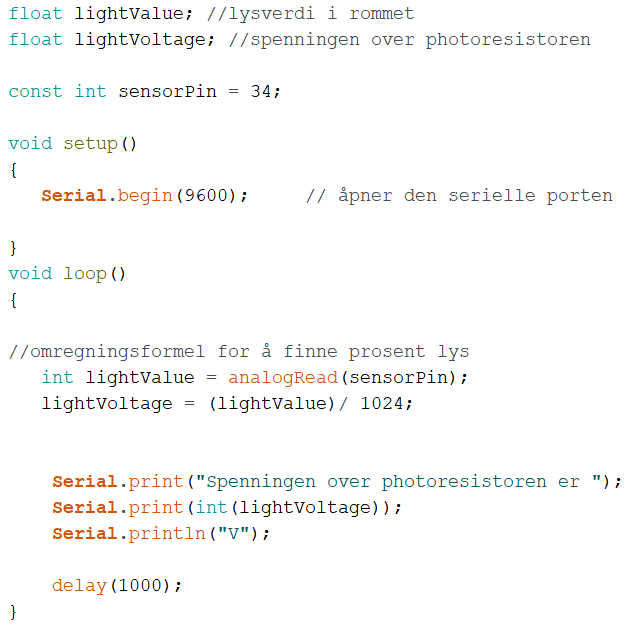 float lightValue; //lysverdi i rommet
float lightVoltage; //spenningen over photoresistoren
const int sensorPin = 34;
void setup()
{
Serial.begin(9600); // åpner den serielle porten
}
void loop()
{
//omregningsformel for å finne prosent lys
int lightValue = analogRead(sensorPin);
lightVoltage = (lightValue)/ 1024;
Serial.print("Spenningen over photoresistoren er ");
Serial.print(int(lightVoltage));
Serial.println("V");
delay(1000);
}